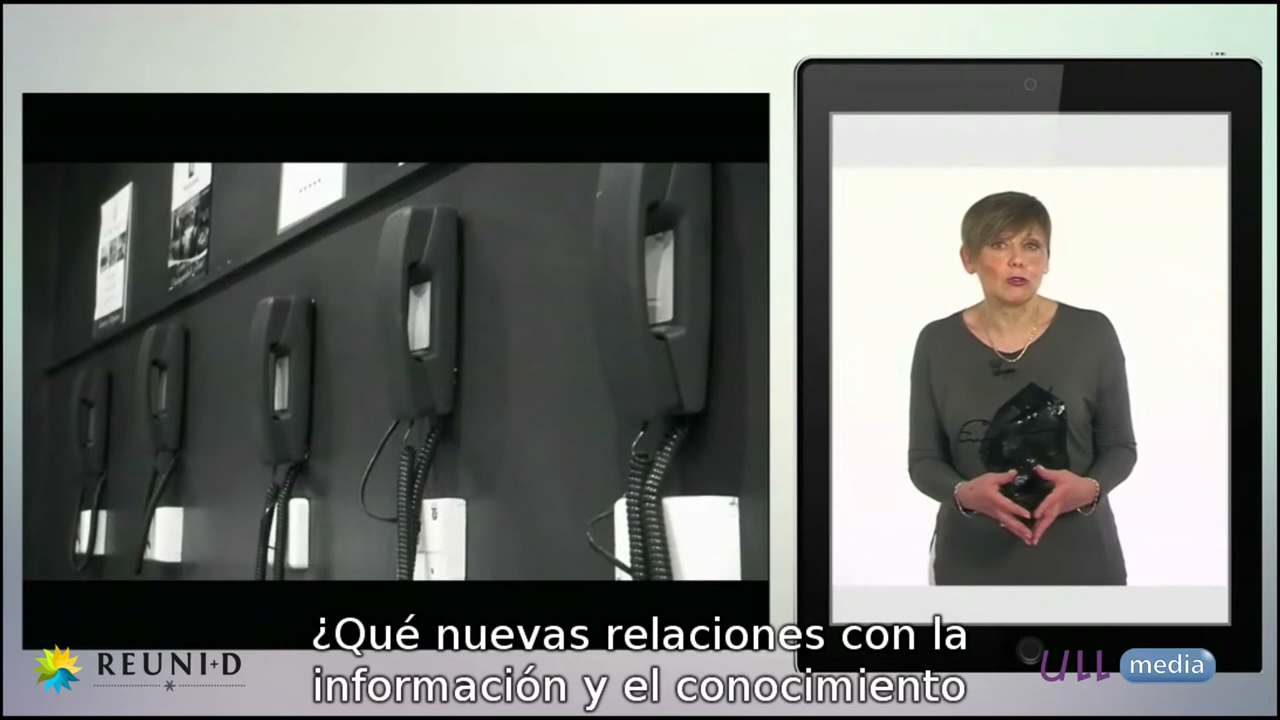 ¿Qué nuevas relaciones con la
información y el conocimiento
REUNI+D
ULL media